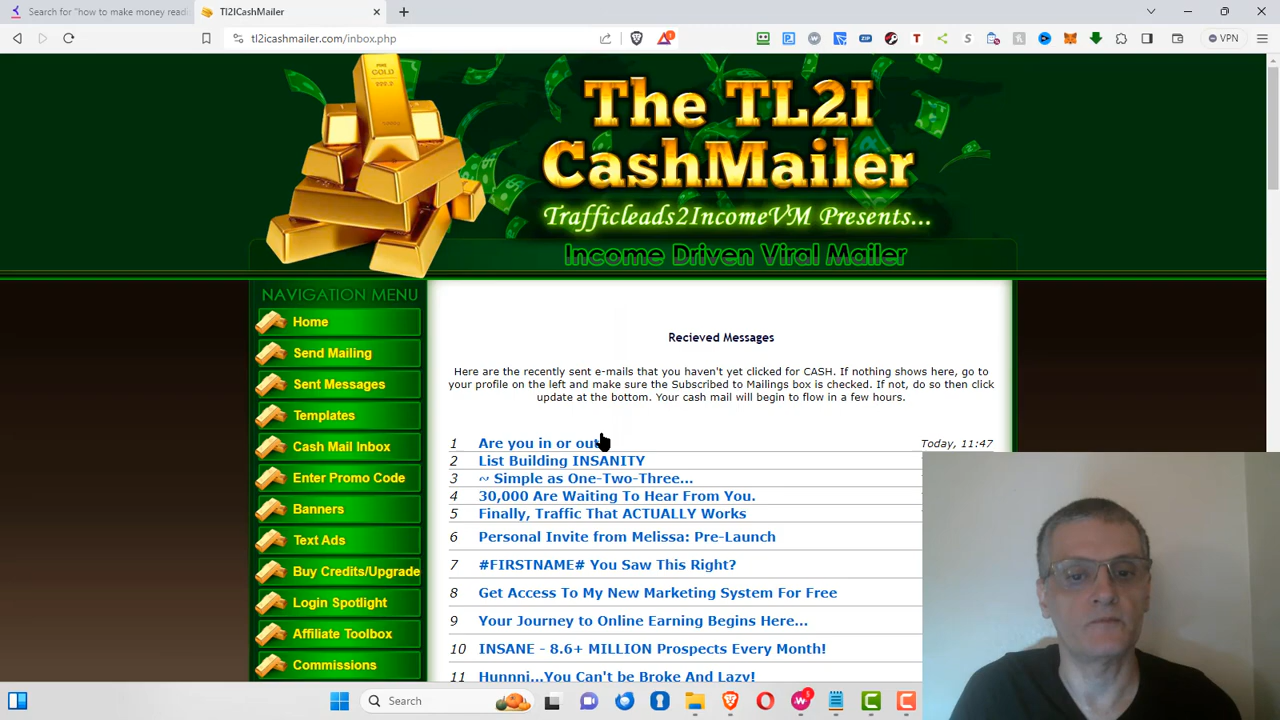 Search for "how to make money readi
Tl2ICashMailer
tl2icashmailer.com/inbox.php
VPN
PINE
GOLD
999.9
The TL2I
CashMailer
Trafficleads2IncomeVM Presents...
Income Driven Viral Mailer
NAVIGATION MENU
Home
Send Mailing
Sent Messages
Templates
Cash Mail Inbox
Enter Promo Code
Banners
Text Ads
Buy Credits/Upgrade
Login Spotlight
Affiliate Toolbox
Commissions
Recieved Messages
Here are the recently sent e-mails that you haven't yet clicked for CASH. If nothing shows here, go to
your profile on the left and make sure the Subscribed to Mailings box is checked. If not, do so then click
update at the bottom. Your cash mail will begin to flow in a few hours.
1 Are you in or out Today, 11:47
2 List Building INSANITY
3 ~ Simple as One-Two-Three...
4 30,000 Are Waiting To Hear From You.
5 Finally, Traffic That ACTUALLY Works
6 Personal Invite from Melissa: Pre-Launch
7 #FIRSTNAME# You Saw This Right?
8 Get Access To My New Marketing System For Free
9 Your Journey to Online Earning Begins Here...
10 INSANE - 8.6+ MILLION Prospects Every Month!
11 Hunnni...You Can't be Broke And Lazy!
Search